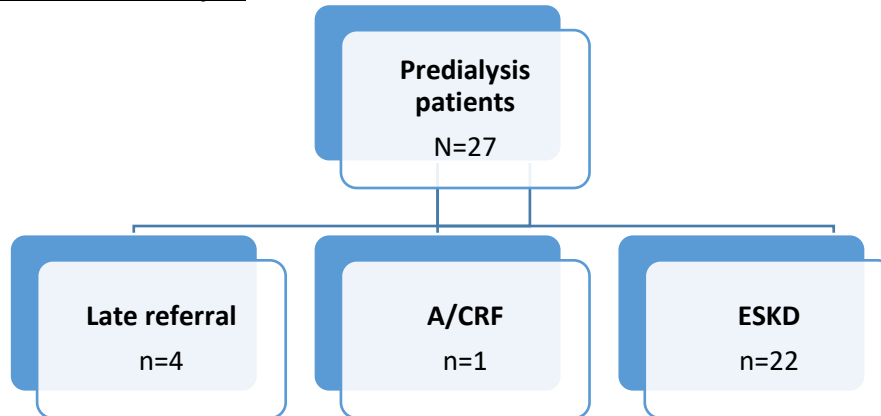 Predialysis
patients
N=27
Late referral
n=4
A/CRF
n=1
ESKD
n=22